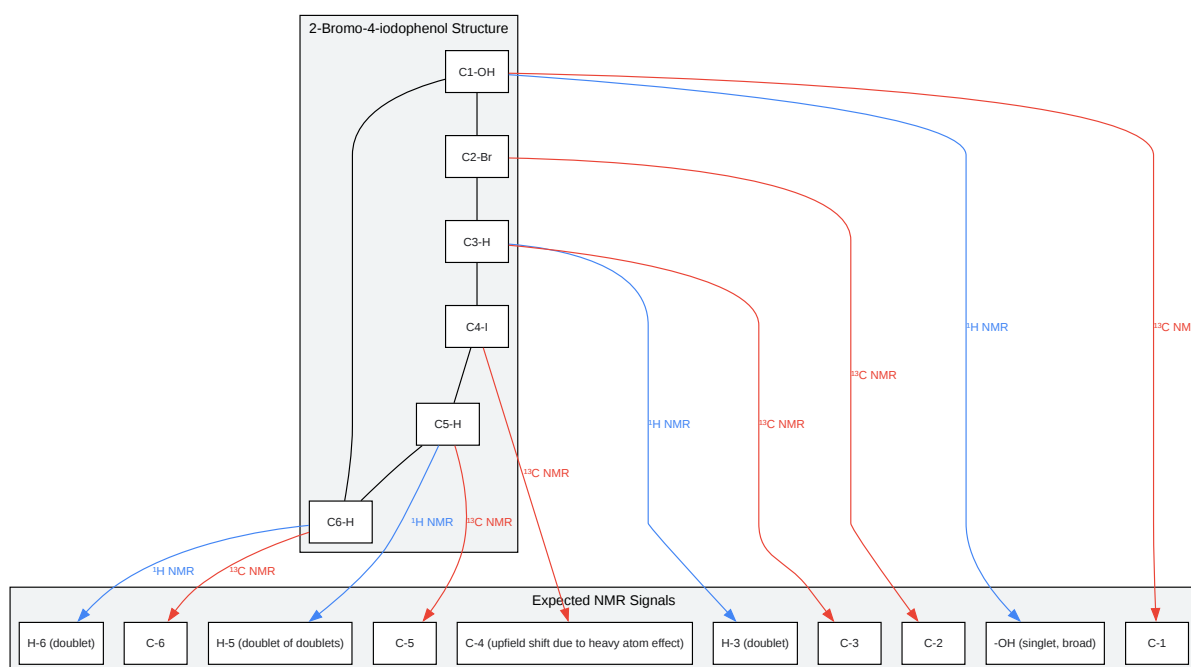 2-Bromo-4-iodophenol Structure
C1-OH
C2-Br
C3-H
C4-I
C5-H
C6-H
¹H NMR
¹³C NM
¹³C NMR
¹H NMR
¹³C NMR
¹³C NMR
¹H NMR
¹³C NMR
¹H NMR
¹³C NMR
Expected NMR Signals
H-6 (doublet)
C-6
H-5 (doublet of doublets)
C-5
C-4 (upfield shift due to heavy atom effect)
H-3 (doublet)
C-3
C-2
-OH (singlet, broad)
C-1